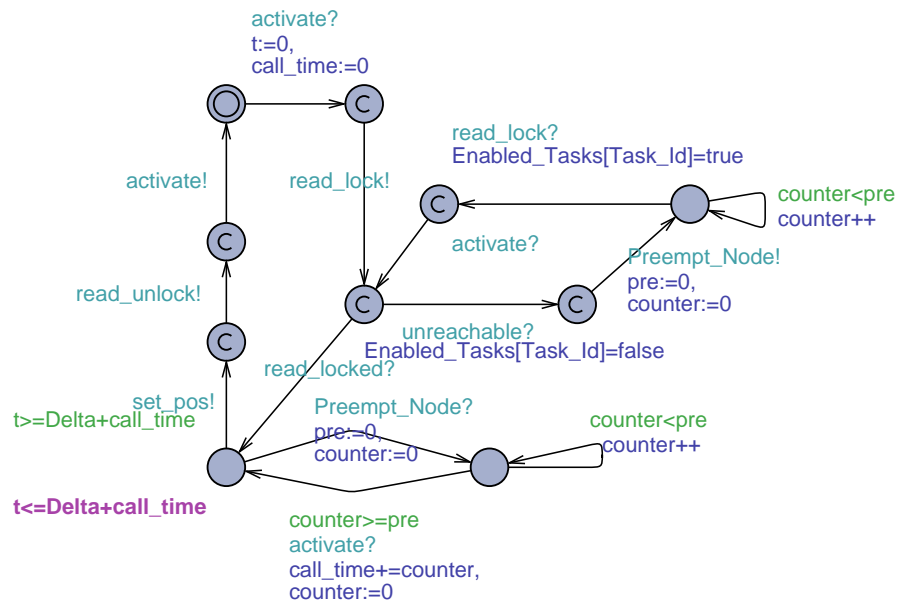 activate?
t:=0,
call_time:=0
C
read_lock?
Enabled_Tasks[Task_Id]=true
activate!
read_lock!
counter<pre
counter++
C
C
activate?
Preempt_Node!
pre:=0,
counter:=0
read_unlock!
C
C
unreachable?
Enabled_Tasks[Task_Id]=false
C
read_locked?
set_pos!
t>=Delta+call_time
Preempt_Node?
pre:=0,
counter:=0
counter<pre
counter++
t<=Delta+call_time
counter>=pre
activate?
call_time+=counter,
counter:=0